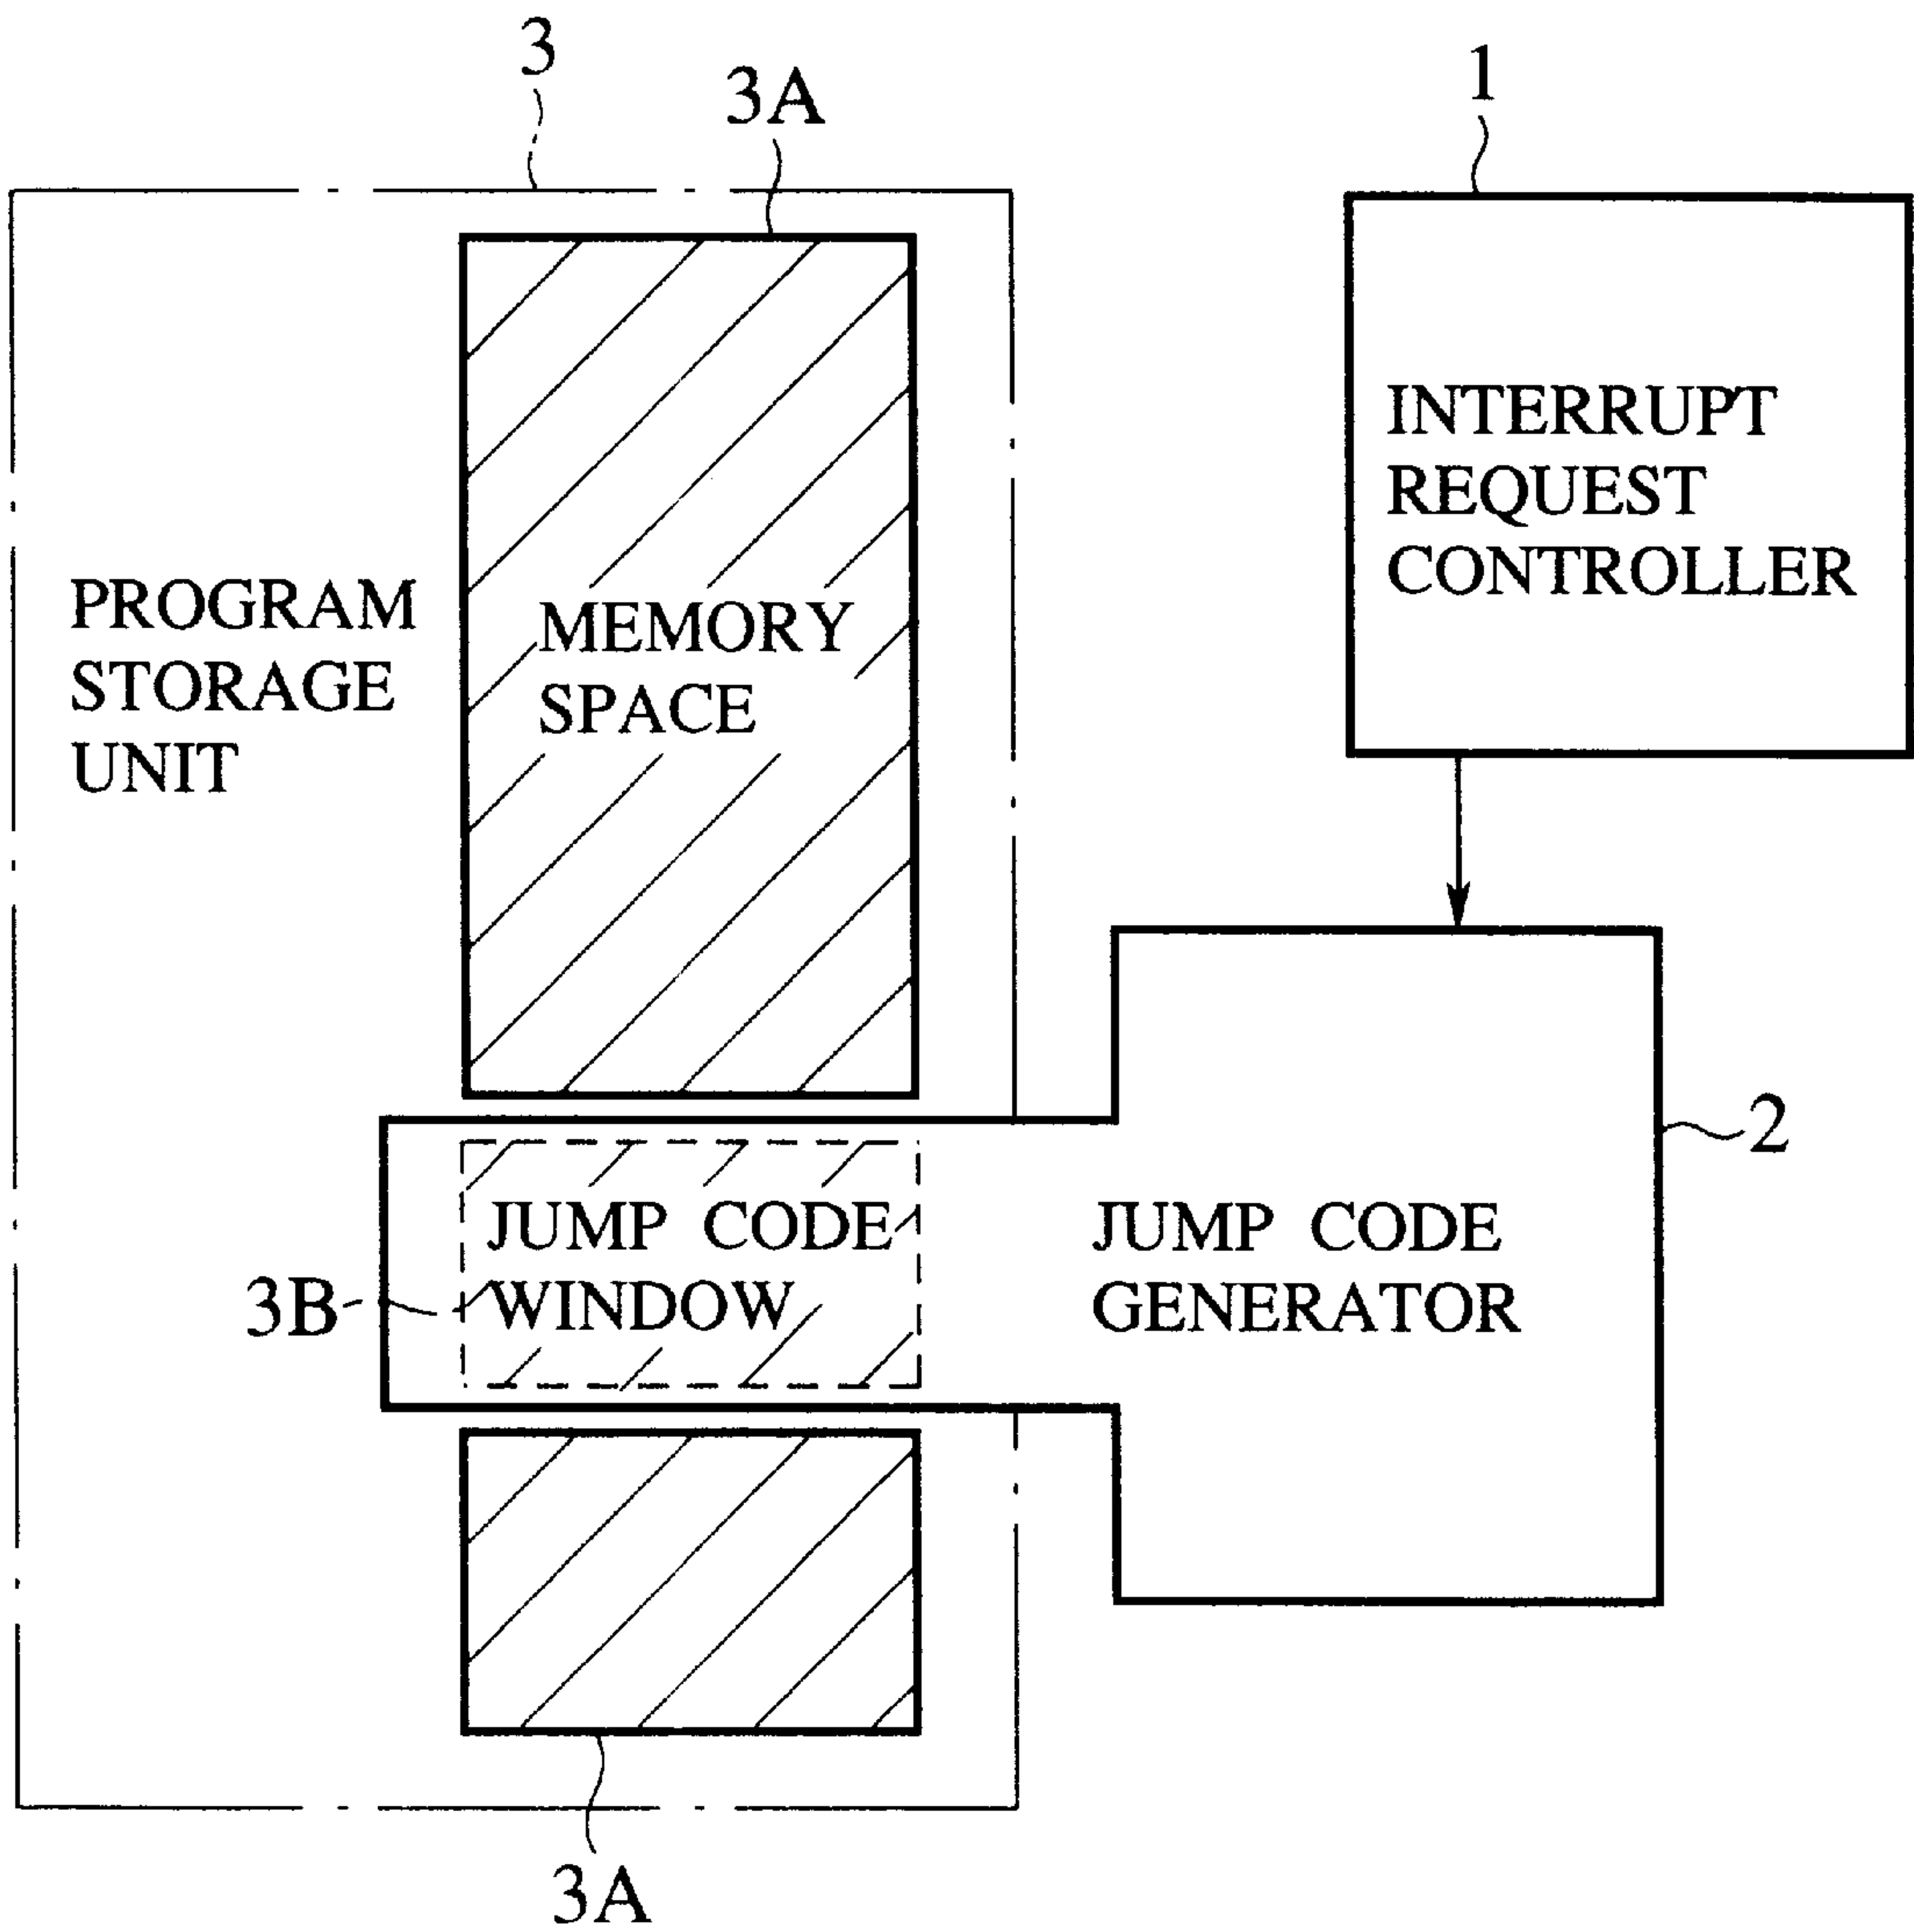 3
3A
1
INTERRUPT
REQUEST
CONTROLLER
PROGRAM
STORAGE
UNIT
MEMORY
SPACE
2
JUMP CODE
WINDOW
3B
JUMP CODE
GENERATOR
3A